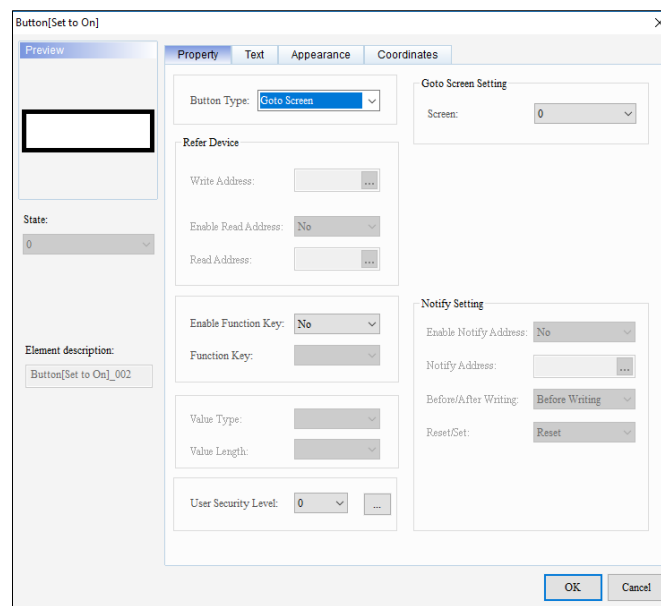 Button[Set to On]
Preview
Property Text Appearance Coordinates
Button Type: Goto Screen
Goto Screen Setting
Screen: 0
Refer Device
Write Address: ...
State:
0
Enable Read Address: No
Read Address: ...
Enable Function Key: No
Function Key:
Notify Setting
Enable Notify Address: No
Notify Address: ...
Before/After Writing: Before Writing
Reset/Set: Reset
Element description:
Button[Set to On]_002
Value Type:
Value Length:
User Security Level: 0 ...
OK Cancel